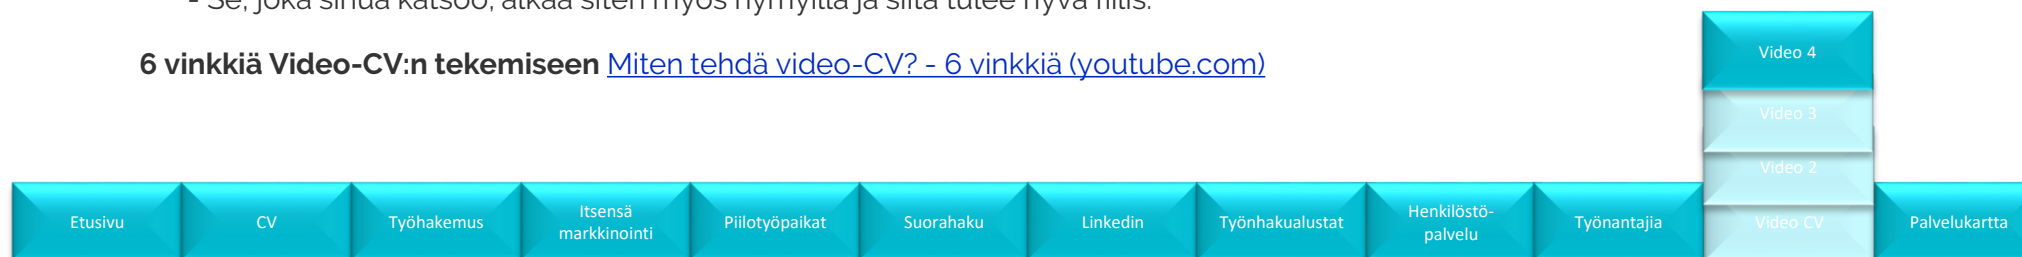 - Se, joka sinua katsoo, alkaa siten myös hymyillä ja siitä tulee hyvä fiilis.
6 vinkkiä Video-CV:n tekemiseen Miten tehdä video-CV? - 6 vinkkiä (youtube.com)
Video 4
Video 3
Video 2
Etusivu
CV
Työhakemus
Itsensä
markkinointi
Piilotyöpaikat
Suorahaku
Linkedin
Työnhakualustat
Henkilöstö-
palvelu
Työnantajia
Video CV
Palvelukartta